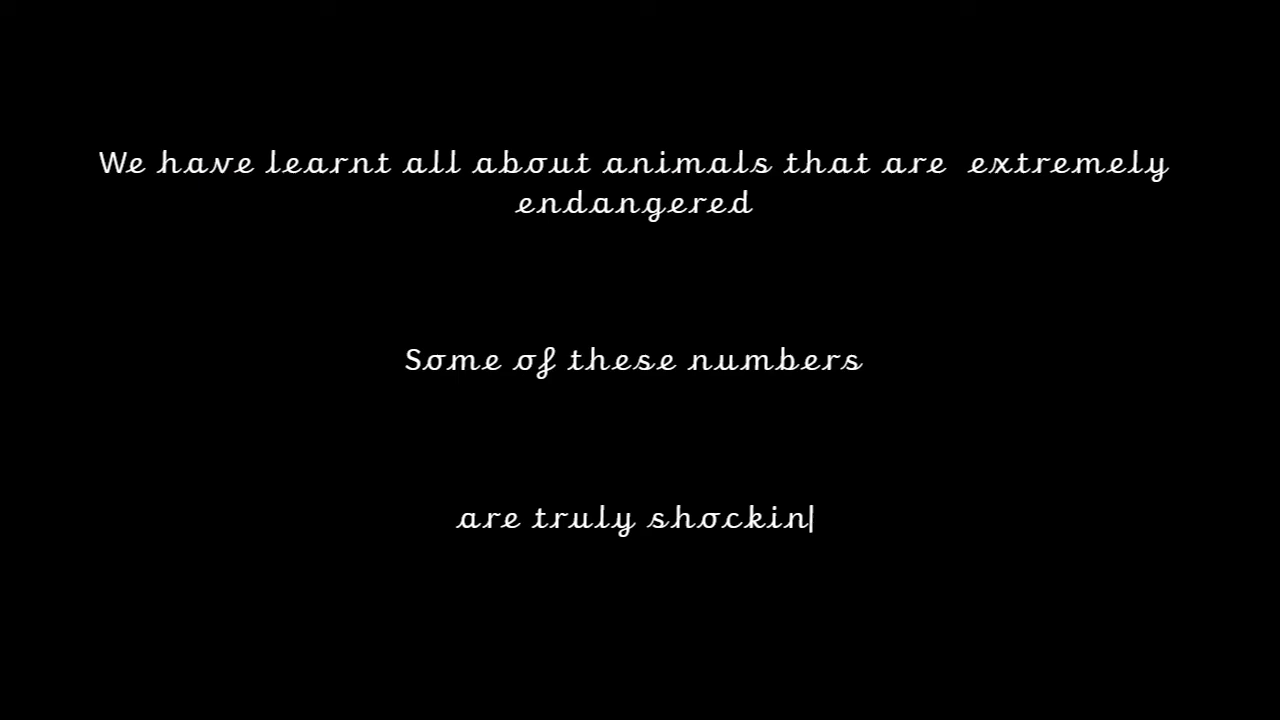 We have learnt all about animals that are extremely
endangered
Some of these numbers
are truly shockin